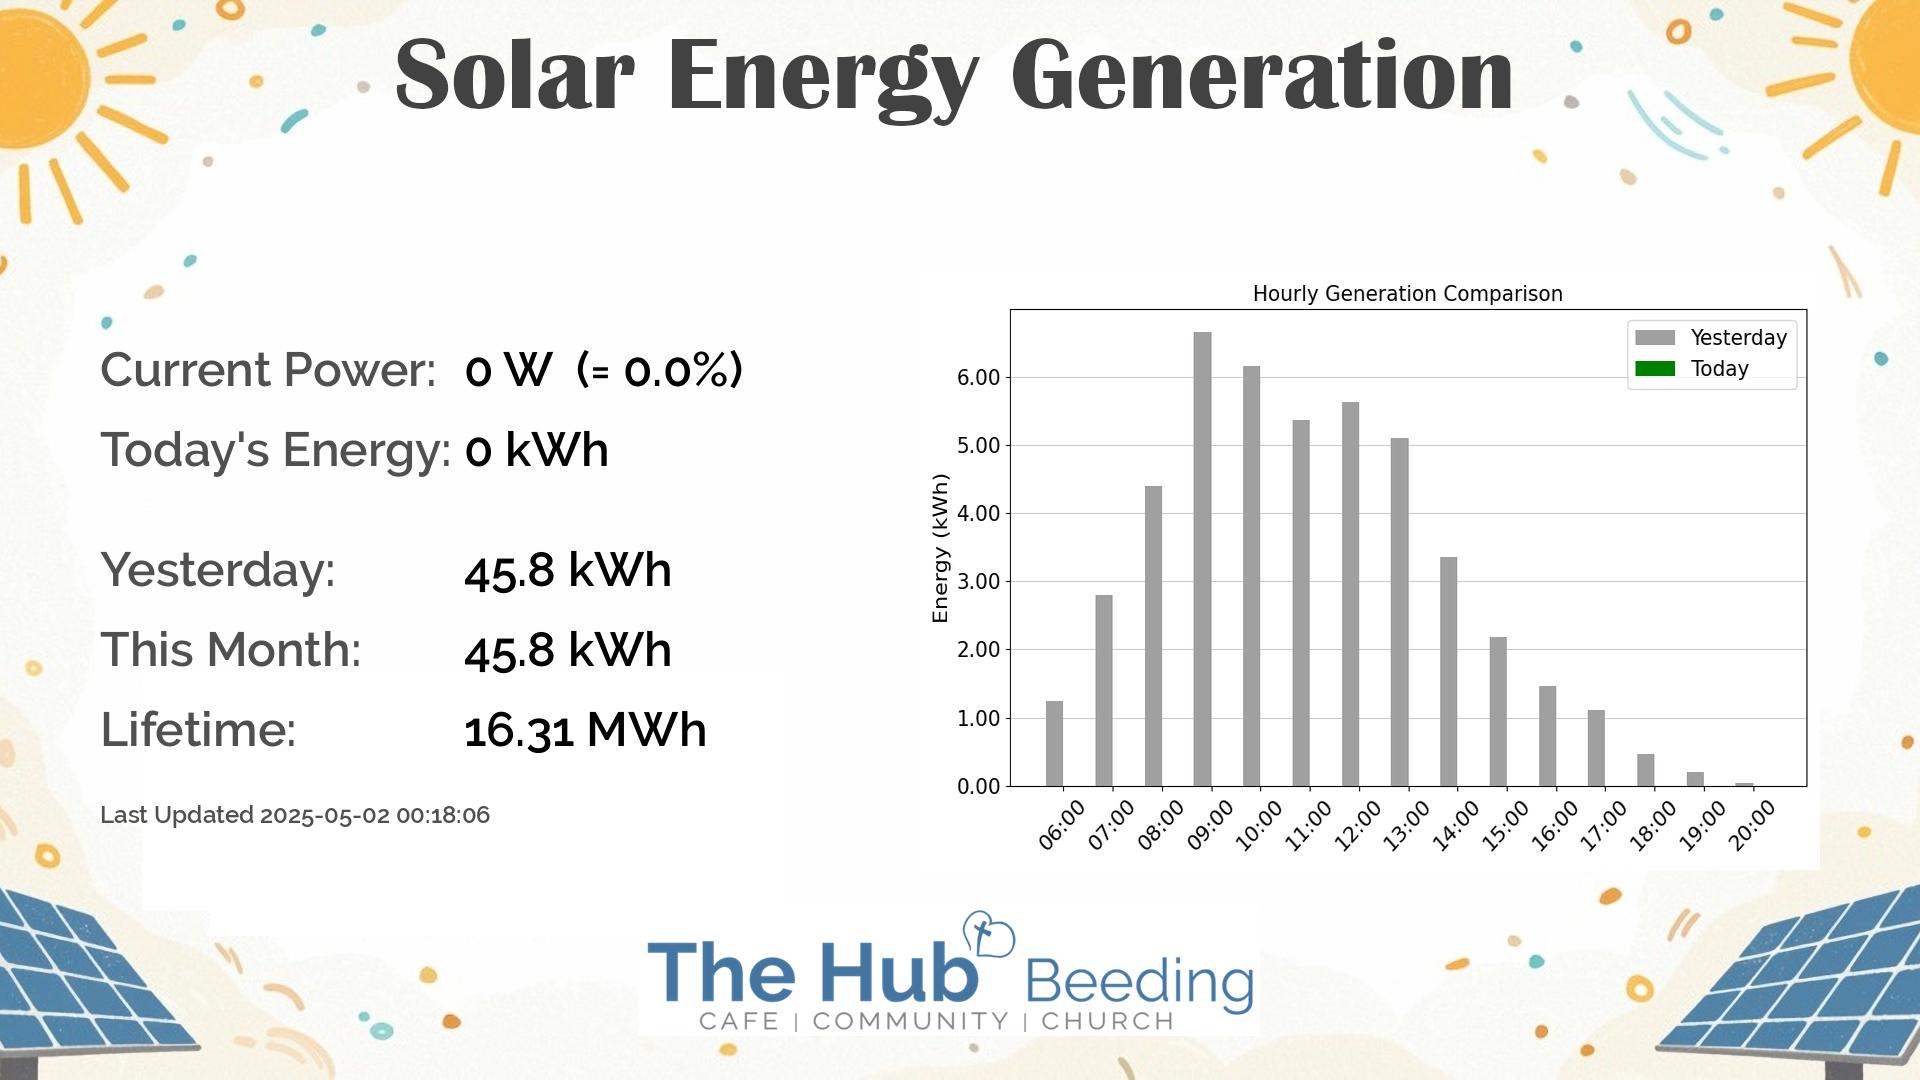 Solar Energy Generation
Current Power: 0 W (= 0.0%)
Today's Energy: 0 kWh
Yesterday: 45.8 kWh
This Month: 45.8 kWh
Lifetime: 16.31 MWh
Last Updated 2025-05-02 00:18:06
Hourly Generation Comparison
Yesterday
Today
Energy (kWh)
6.00
5.00
4.00
3.00
2.00
1.00
0.00
06:00 07:00 08:00 09:00 10:00 11:00 12:00 13:00 14:00 15:00 16:00 17:00 18:00 19:00 20:00
The Hub Beeding
CAFE | COMMUNITY | CHURCH